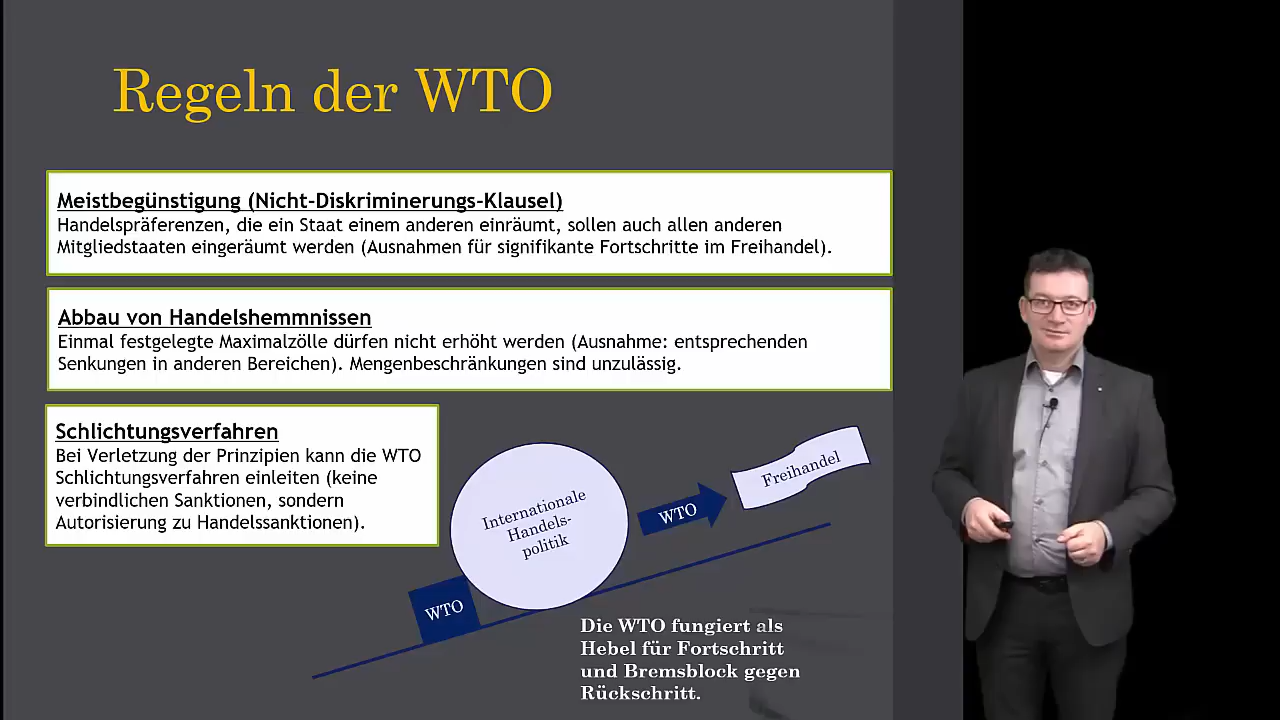 Regeln der WTO
Meistbegünstigung (Nicht-Diskriminerungs-Klausel)
Handelspräferenzen, die ein Staat einem anderen einräumt, sollen auch allen anderen
Mitgliedstaaten eingeräumt werden (Ausnahmen für signifikante Fortschritte im Freihandel).
Abbau von Handelshemmnissen
Einmal festgelegte Maximalzölle dürfen nicht erhöht werden (Ausnahme: entsprechenden
Senkungen in anderen Bereichen). Mengenbeschränkungen sind unzulässig.
Schlichtungsverfahren
Bei Verletzung der Prinzipien kann die WTO
Schlichtungsverfahren einleiten (keine
verbindlichen Sanktionen, sondern
Autorisierung zu Handelssanktionen).
Internationale
Handels-
politik
WTO
Freihandel
WTO
Die WTO fungiert als
Hebel für Fortschritt
und Bremsblock gegen
Rückschritt.